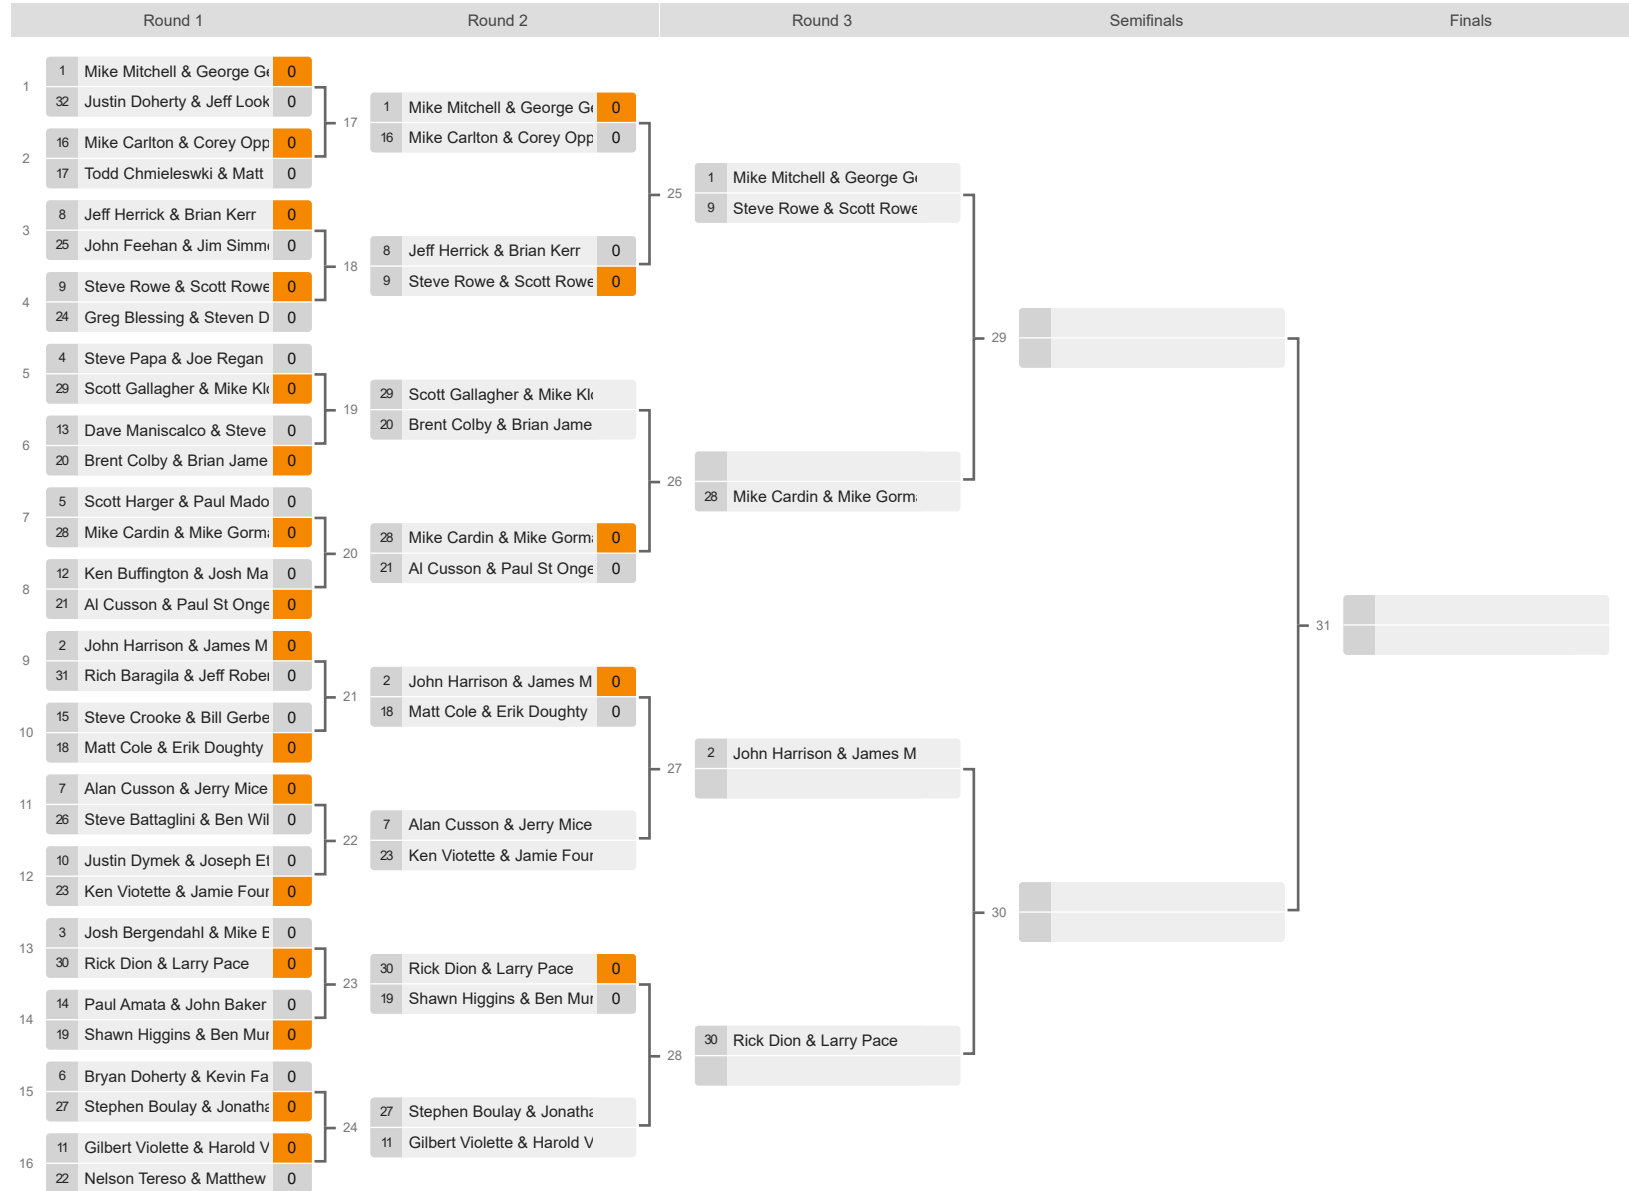 Round 1
Round 2
Round 3
Semifinals
Finals
1
1 Mike Mitchell & George Ge 0
32 Justin Doherty & Jeff Look 0
2
16 Mike Carlton & Corey Opp 0
17 Todd Chmieleswki & Matt 0
3
8 Jeff Herrick & Brian Kerr 0
25 John Feehan & Jim Simm 0
4
9 Steve Rowe & Scott Rowe 0
24 Greg Blessing & Steven D 0
5
4 Steve Papa & Joe Regan 0
29 Scott Gallagher & Mike Klo 0
6
13 Dave Maniscalco & Steve 0
20 Brent Colby & Brian Jame 0
7
5 Scott Harger & Paul Mado 0
28 Mike Cardin & Mike Gorma 0
8
12 Ken Buffington & Josh Ma 0
21 Al Cusson & Paul St Onge 0
9
2 John Harrison & James M 0
31 Rich Baragila & Jeff Rober 0
10
15 Steve Crooke & Bill Gerbe 0
18 Matt Cole & Erik Doughty 0
11
7 Alan Cusson & Jerry Mice 0
26 Steve Battaglini & Ben Wil 0
12
10 Justin Dymek & Joseph Et 0
23 Ken Viotette & Jamie Four 0
13
3 Josh Bergendahl & Mike B 0
30 Rick Dion & Larry Pace 0
14
14 Paul Amata & John Baker 0
19 Shawn Higgins & Ben Mur 0
15
6 Bryan Doherty & Kevin Fa 0
27 Stephen Boulay & Jonatha 0
16
11 Gilbert Violette & Harold V 0
22 Nelson Tereso & Matthew 0
17
1 Mike Mitchell & George Ge 0
16 Mike Carlton & Corey Opp 0
18
8 Jeff Herrick & Brian Kerr 0
9 Steve Rowe & Scott Rowe 0
19
29 Scott Gallagher & Mike Klo
20 Brent Colby & Brian Jame
20
28 Mike Cardin & Mike Gorma 0
21 Al Cusson & Paul St Onge 0
21
2 John Harrison & James M 0
18 Matt Cole & Erik Doughty 0
22
7 Alan Cusson & Jerry Mice
23 Ken Viotette & Jamie Four
23
30 Rick Dion & Larry Pace 0
19 Shawn Higgins & Ben Mur 0
24
27 Stephen Boulay & Jonatha
11 Gilbert Violette & Harold V
25
1 Mike Mitchell & George Ge
9 Steve Rowe & Scott Rowe
26
28 Mike Cardin & Mike Gorma
27
2 John Harrison & James M
28
30 Rick Dion & Larry Pace
29
30
31